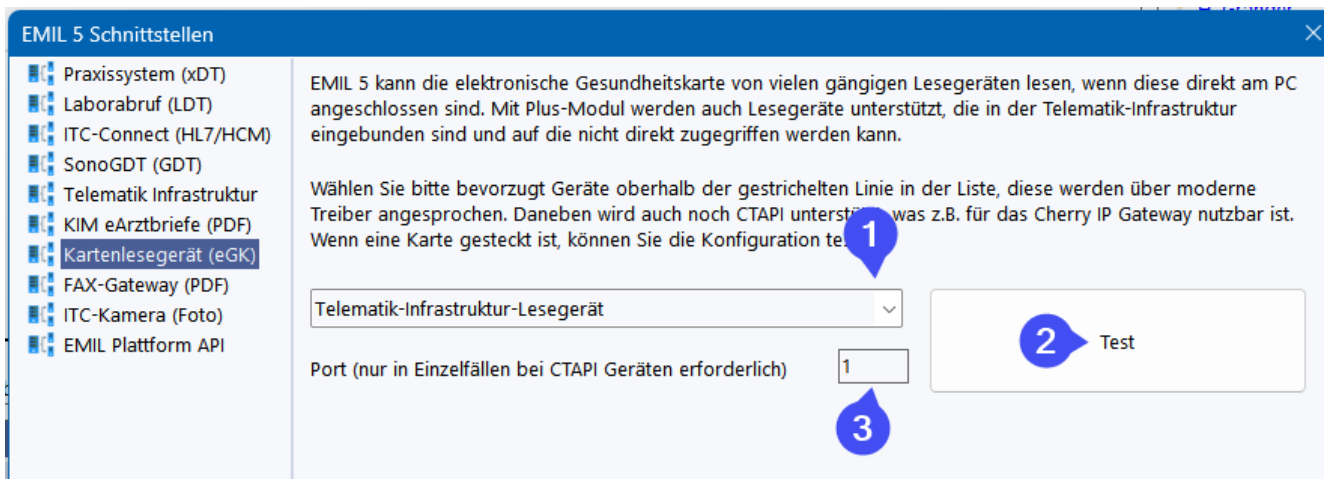 EMIL 5 Schnittstellen
Praxissystem (xDT)
Laborabruf (LDT)
ITC-Connect (HL7/HCM)
SonoGDT (GDT)
Telematik Infrastruktur
KIM eArztbriefe (PDF)
Kartenlesegerät (eGK)
FAX-Gateway (PDF)
ITC-Kamera (Foto)
EMIL Plattform API
EMIL 5 kann die elektronische Gesundheitskarte von vielen gängigen Lesegeräten lesen, wenn diese direkt am PC
angeschlossen sind. Mit Plus-Modul werden auch Lesegeräte unterstützt, die in der Telematik-Infrastruktur
eingebunden sind und auf die nicht direkt zugegriffen werden kann.
Wählen Sie bitte bevorzugt Geräte oberhalb der gestrichelten Linie in der Liste, diese werden über moderne
Treiber angesprochen. Daneben wird auch noch CTAPI was z.B. für das Cherry IP Gateway nutzbar ist.
Wenn eine Karte gesteckt ist, können Sie die Konfiguration
1
Telematik-Infrastruktur-Lesegerät
2
Test
Port (nur in Einzelfällen bei CTAPI Geräten erforderlich)
1
3